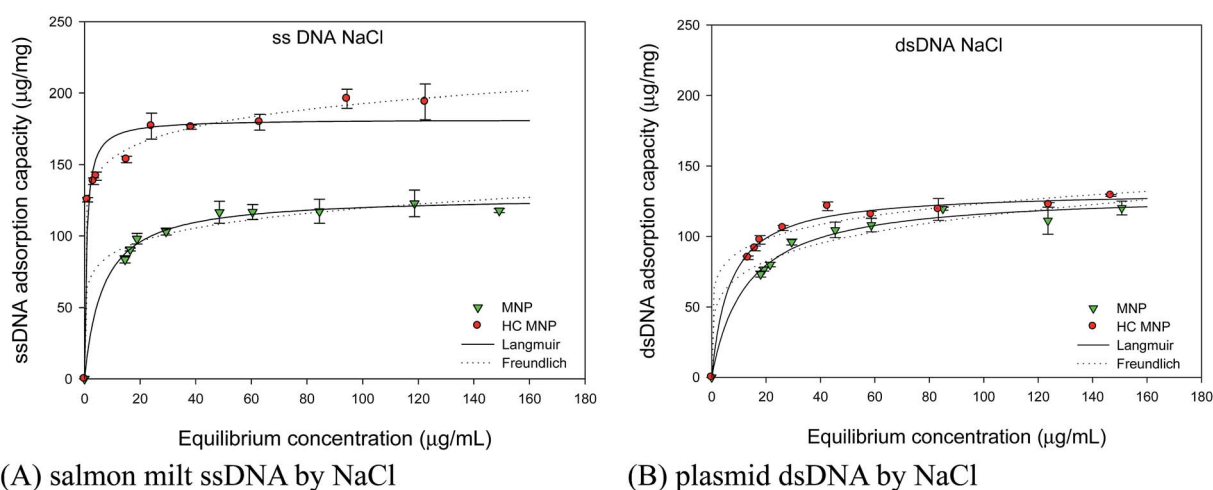 ss DNA NaCl
ssDNA adsorption capacity (μg/mg)
250
200
150
100
50
0
MNP
HC MNP
Langmuir
Freundlich
0 20 40 60 80 100 120 140 160 180
Equilibrium concentration (μg/mL)
(A) salmon milt ssDNA by NaCl
dsDNA NaCl
dsDNA adsorption capacity (μg/mg)
250
200
150
100
50
0
MNP
HC MNP
Langmuir
Freundlich
0 20 40 60 80 100 120 140 160 180
Equilibrium concentration (μg/mL)
(B) plasmid dsDNA by NaCl